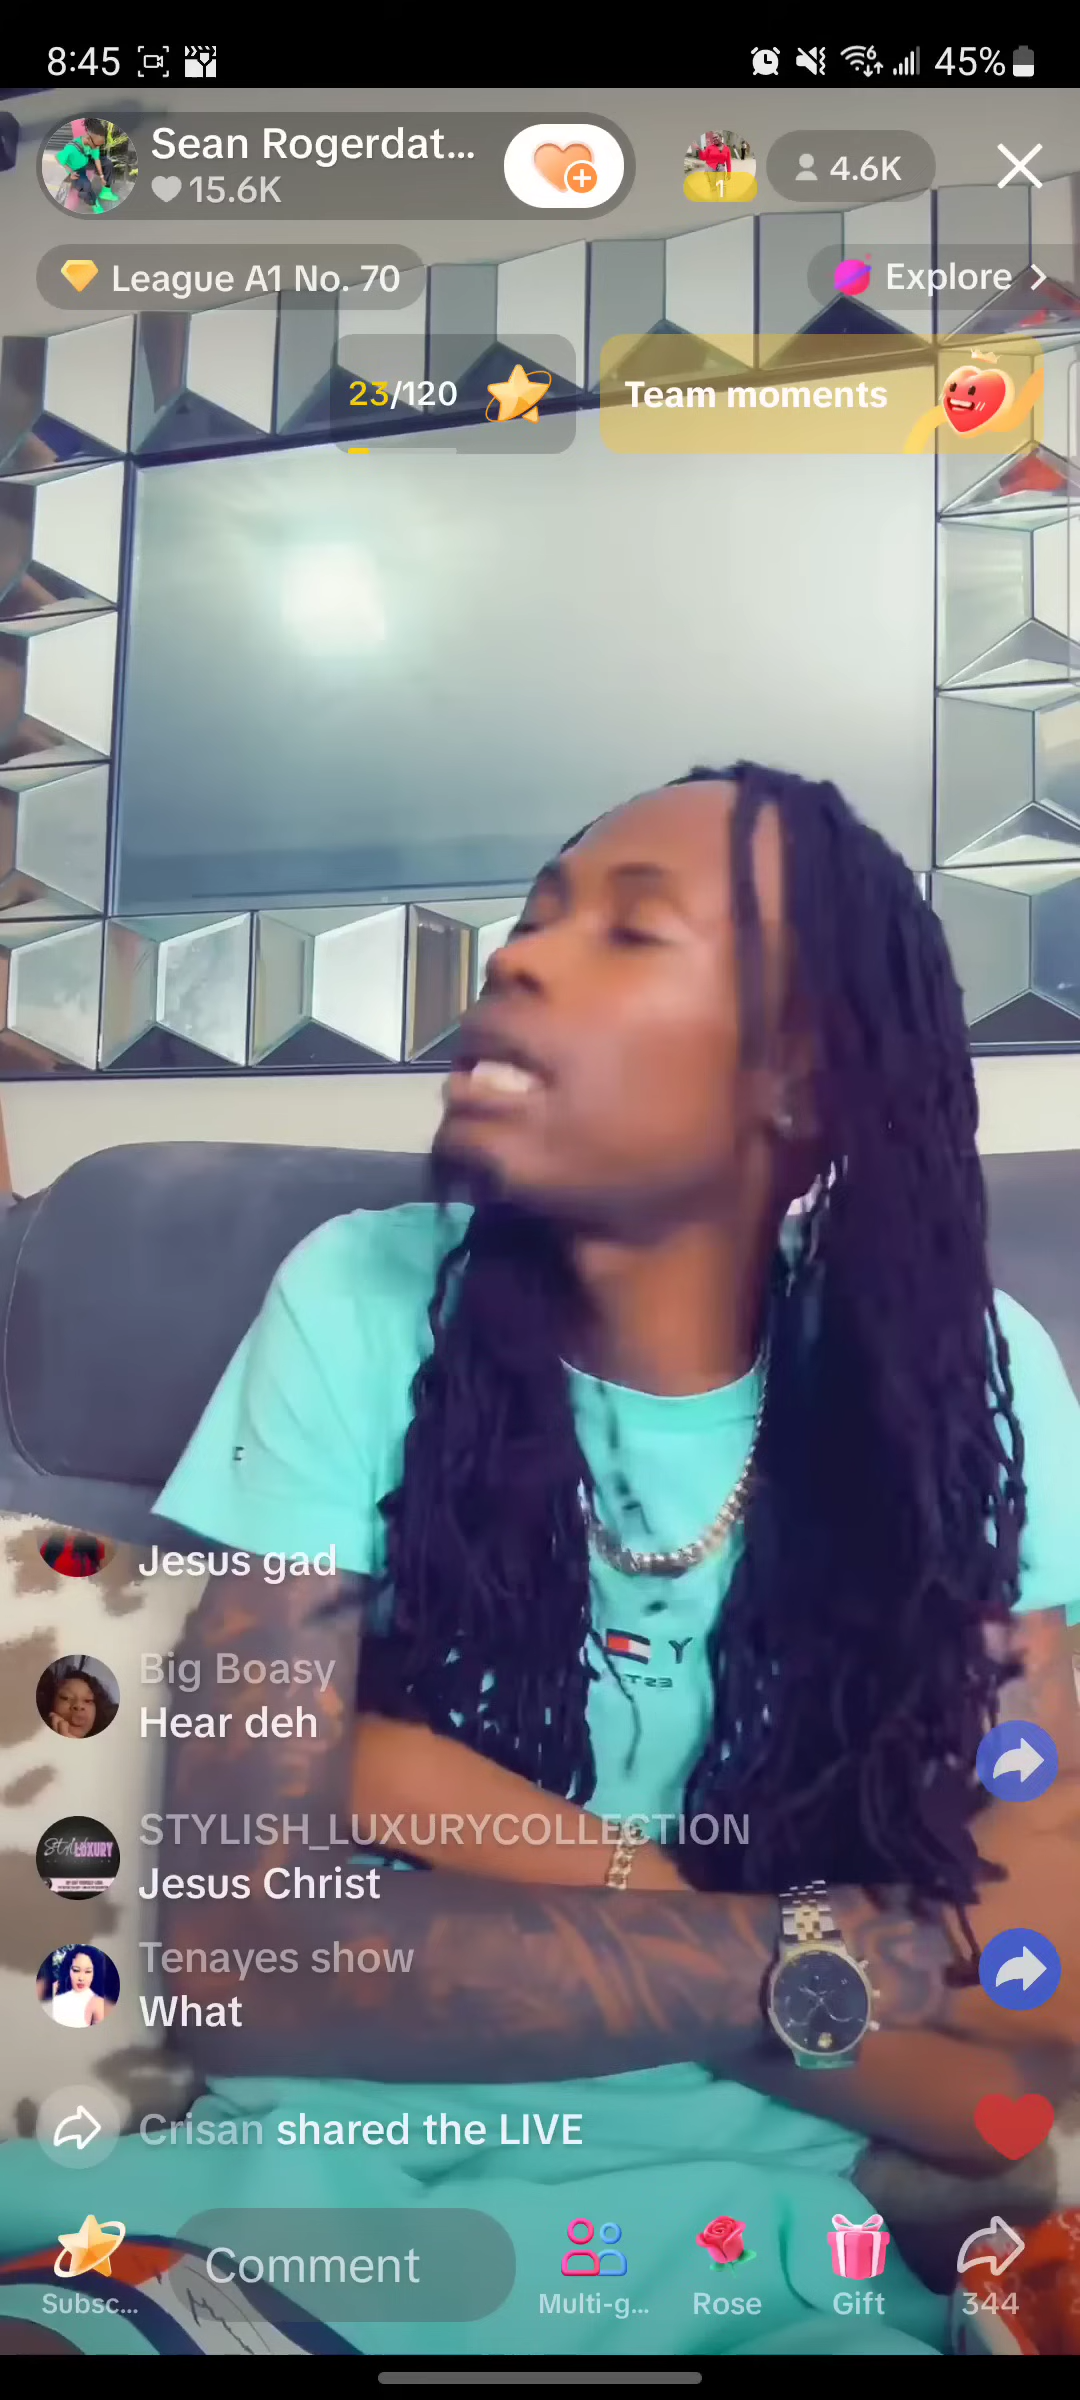 8:45
6
45%
Sean Rogerdat...
15.6K
1
4.6K
League A1 No. 70
Explore
23/120
Team moments
Jesus gad
Big Boasy
Hear deh
STYLISH_LUXURYCOLLECTION
Jesus Christ
Tenayes show
What
Crisan shared the LIVE
Comment
Subsc...
Multi-g...
Rose
Gift
344